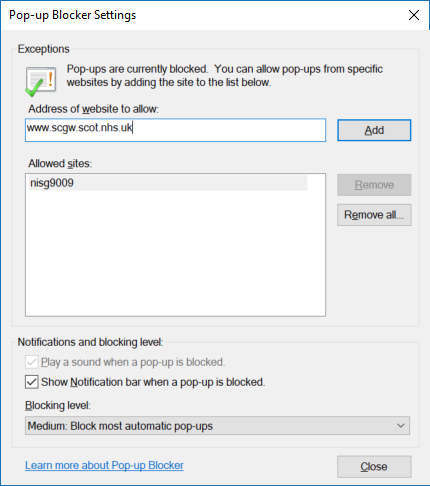 Pop-up Blocker Settings
Exceptions
Pop-ups are currently blocked. You can allow pop-ups from specific
websites by adding the site to the list below.
Address of website to allow:
www.scgw.scot.nhs.uk
Add
Allowed sites:
nisg9009
Remove
Remove all...
Notifications and blocking level:
Play a sound when a pop-up is blocked.
Show Notification bar when a pop-up is blocked.
Blocking level:
Medium: Block most automatic pop-ups
Learn more about Pop-up Blocker
Close